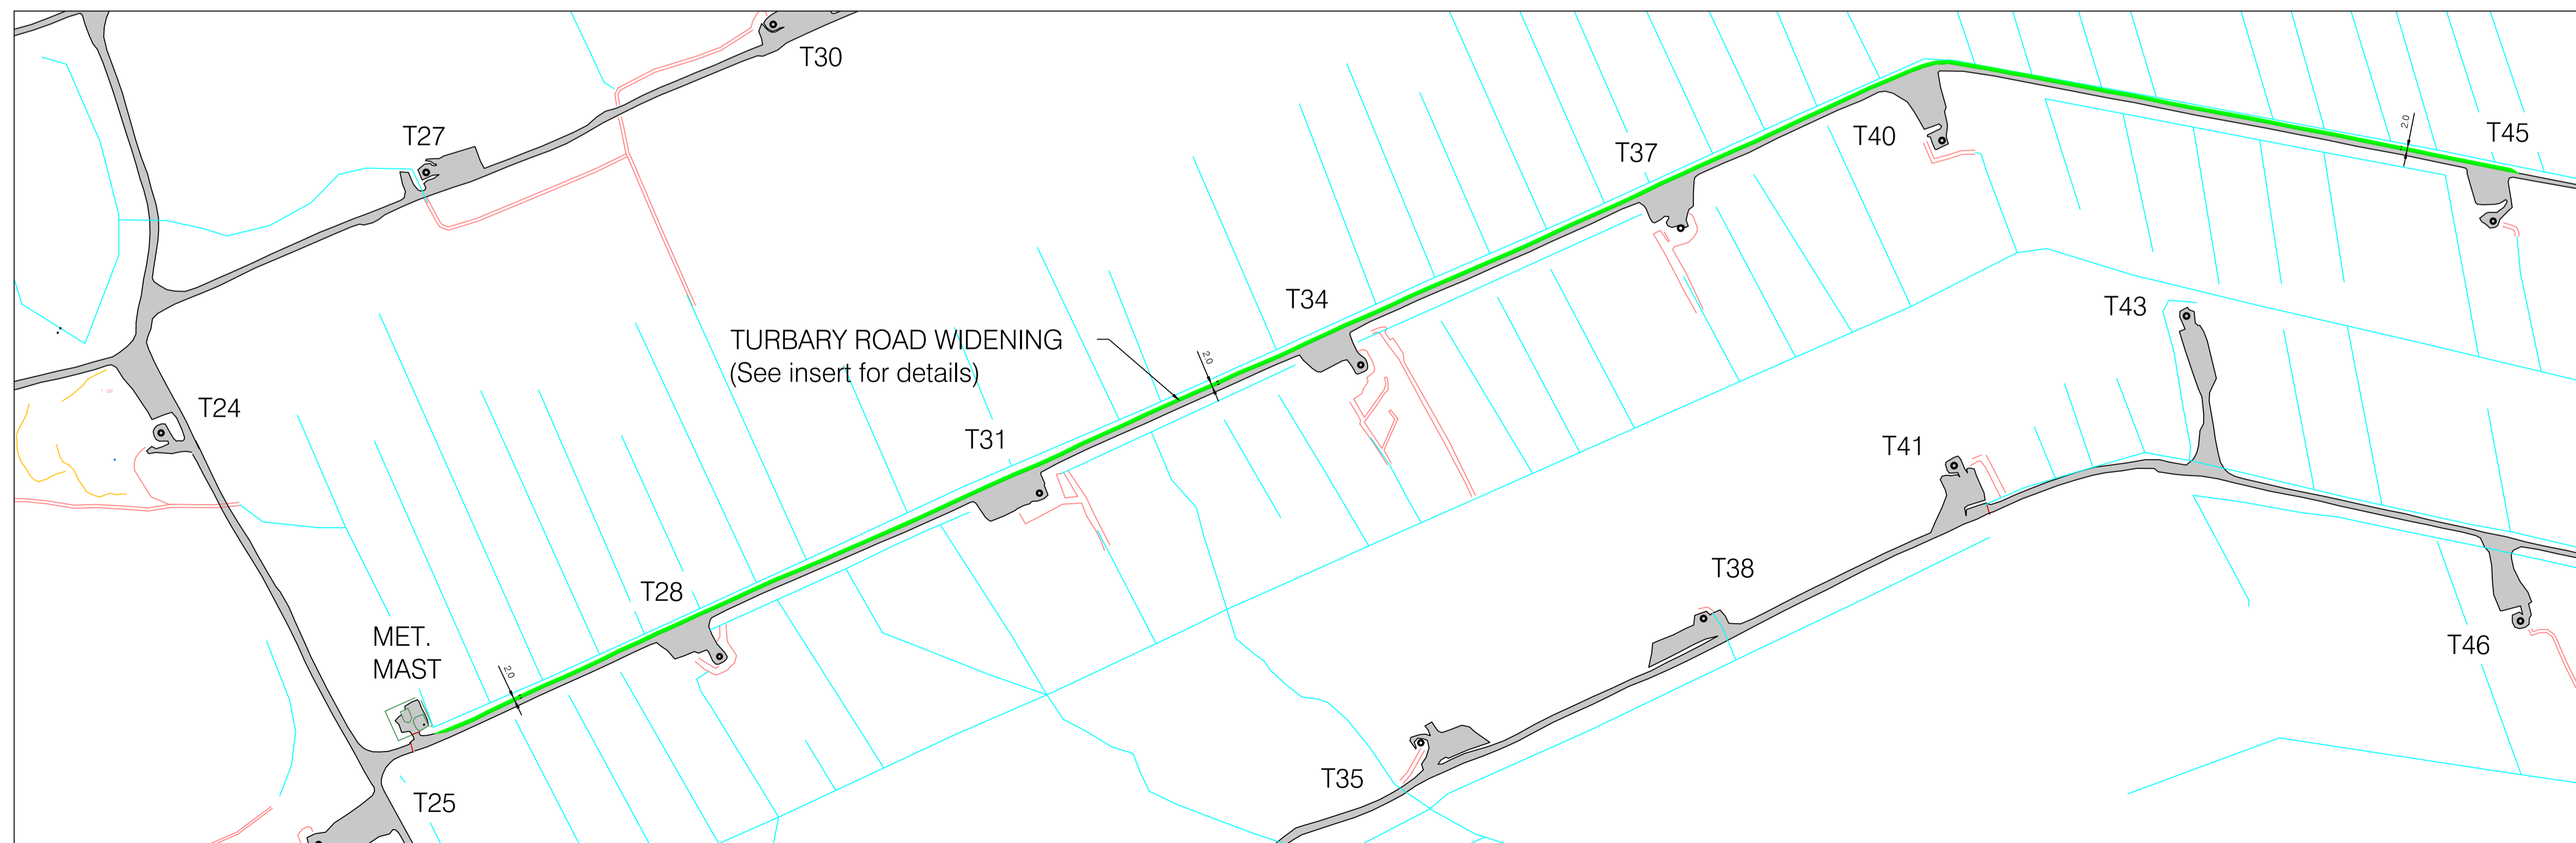 T30
T27
T45
T40
T37
T43
T34
TURBARY ROAD WIDENING
(See insert for details)
2.0
2.0
T24
T31
T41
T28
T38
MET.
MAST
T46
2.0
T35
T25